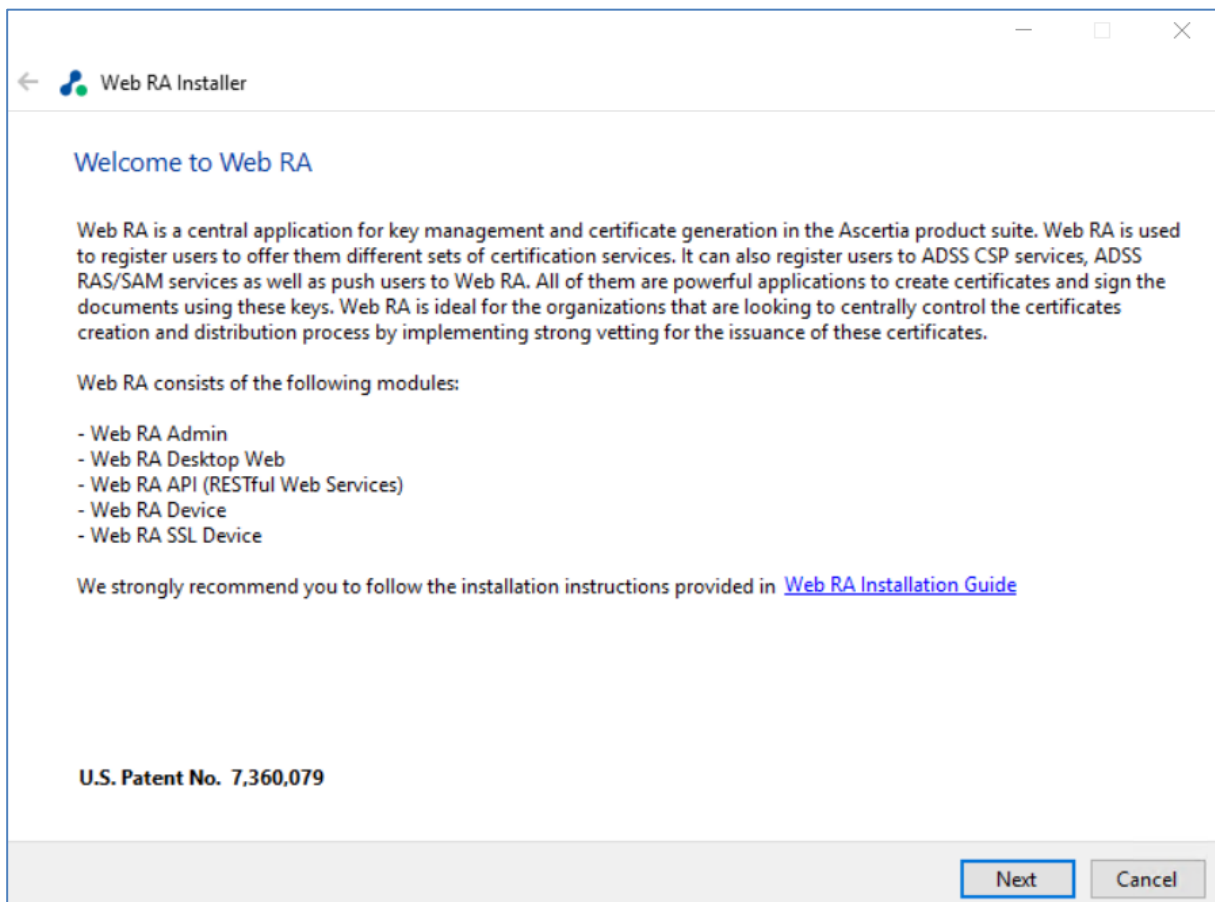 Web RA Installer
Welcome to Web RA
Web RA is a central application for key management and certificate generation in the Ascertia product suite. Web RA is used
to register users to offer them different sets of certification services. It can also register users to ADSS CSP services, ADSS
RAS/SAM services as well as push users to Web RA. All of them are powerful applications to create certificates and sign the
documents using these keys. Web RA is ideal for the organizations that are looking to centrally control the certificates
creation and distribution process by implementing strong vetting for the issuance of these certificates.
Web RA consists of the following modules:
- Web RA Admin
- Web RA Desktop Web
- Web RA API (RESTful Web Services)
- Web RA Device
- Web RA SSL Device
We strongly recommend you to follow the installation instructions provided in Web RA Installation Guide
U.S. Patent No. 7,360,079
Next Cancel